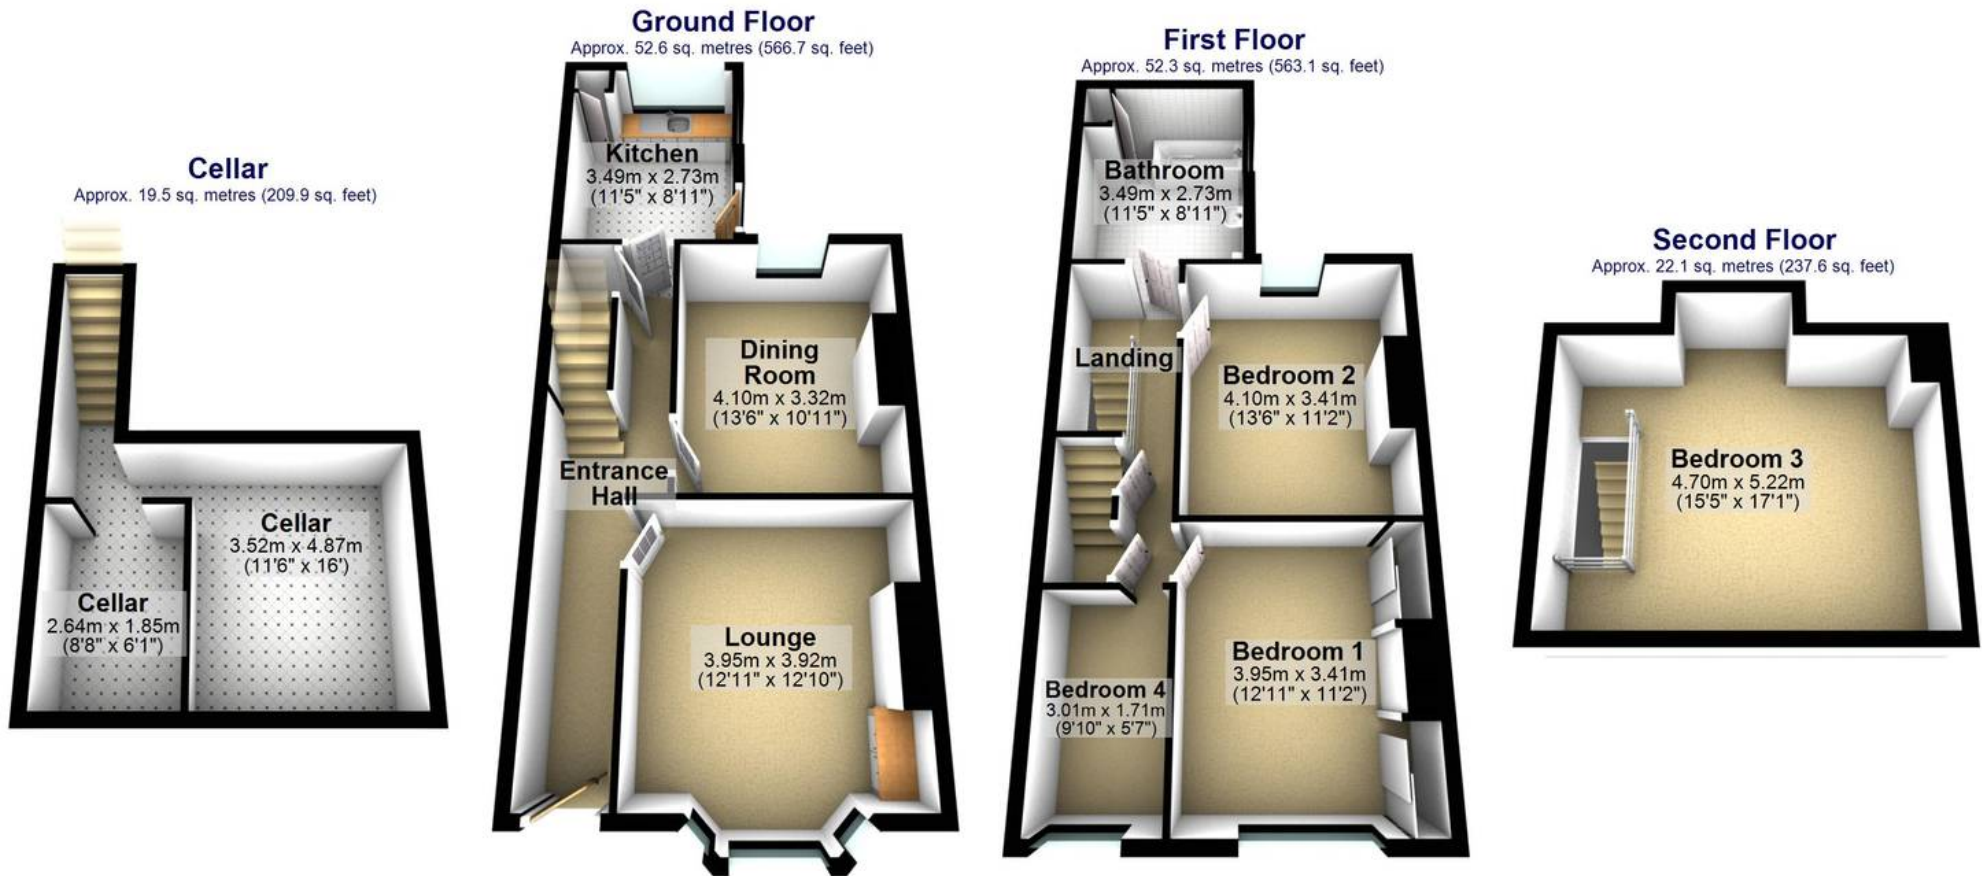 Cellar
Approx. 19.5 sq. metres (209.9 sq. feet)
Cellar
3.52m x 4.87m
(11'6" x 16')
Cellar
2.64m x 1.85m
(8'8" x 6'1")
Ground Floor
Approx. 52.6 sq. metres (566.7 sq. feet)
Kitchen
3.49m x 2.73m
(11'5" x 8'11")
Dining
Room
4.10m x 3.32m
(13'6" x 10'11")
Entrance
Hall
Lounge
3.95m x 3.92m
(12'11" x 12'10")
First Floor
Approx. 52.3 sq. metres (563.1 sq. feet)
Bathroom
3.49m x 2.73m
(11'5" x 8'11")
Landing
Bedroom 2
4.10m x 3.41m
(13'6" x 11'2")
Bedroom 1
3.95m x 3.41m
(12'11" x 11'2")
Bedroom 4
3.01m x 1.71m
(9'10" x 5'7")
Second Floor
Approx. 22.1 sq. metres (237.6 sq. feet)
Bedroom 3
4.70m x 5.22m
(15'5" x 17'1")